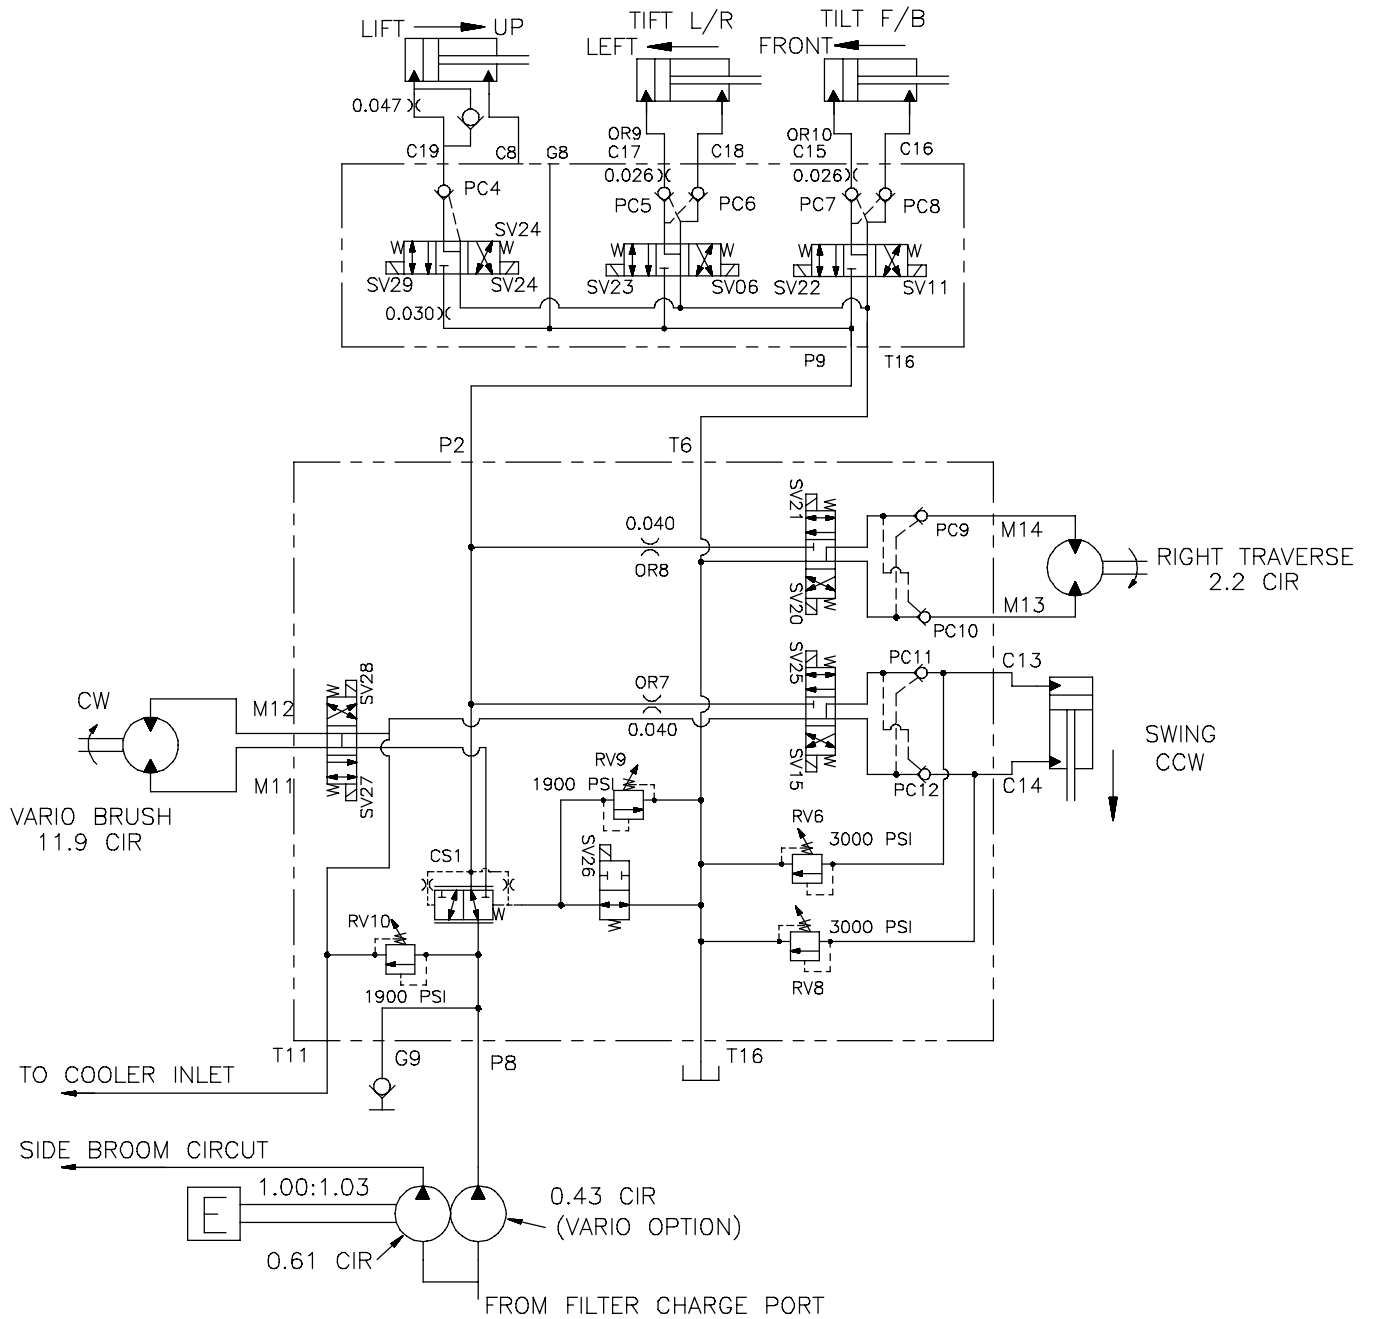 LIFT UP
TIFT L/R
LEFT
TILT F/B
FRONT
0.047
OR9
OR10
C19
C8
G8
C17
C18
C15
C16
0.026
0.026
PC4
PC5
PC6
PC7
PC8
SV24
SV29
SV24
SV23
SV06
SV22
SV11
0.030
P9
T16
P2
T6
SV21
0.040
OR8
SV20
PC9
M14
RIGHT TRAVERSE
2.2 CIR
M13
PC10
SV25
PC11
C13
OR7
0.040
SV15
PC12
C14
SWING
CCW
CW
M12
SV28
M11
SV27
VARIO BRUSH
11.9 CIR
RV9
1900 PSI
RV6
3000 PSI
CS1
SV26
RV10
1900 PSI
3000 PSI
RV8
T11
G9
P8
T16
TO COOLER INLET
SIDE BROOM CIRCUT
1.00:1.03
E
0.43 CIR
(VARIO OPTION)
0.61 CIR
FROM FILTER CHARGE PORT